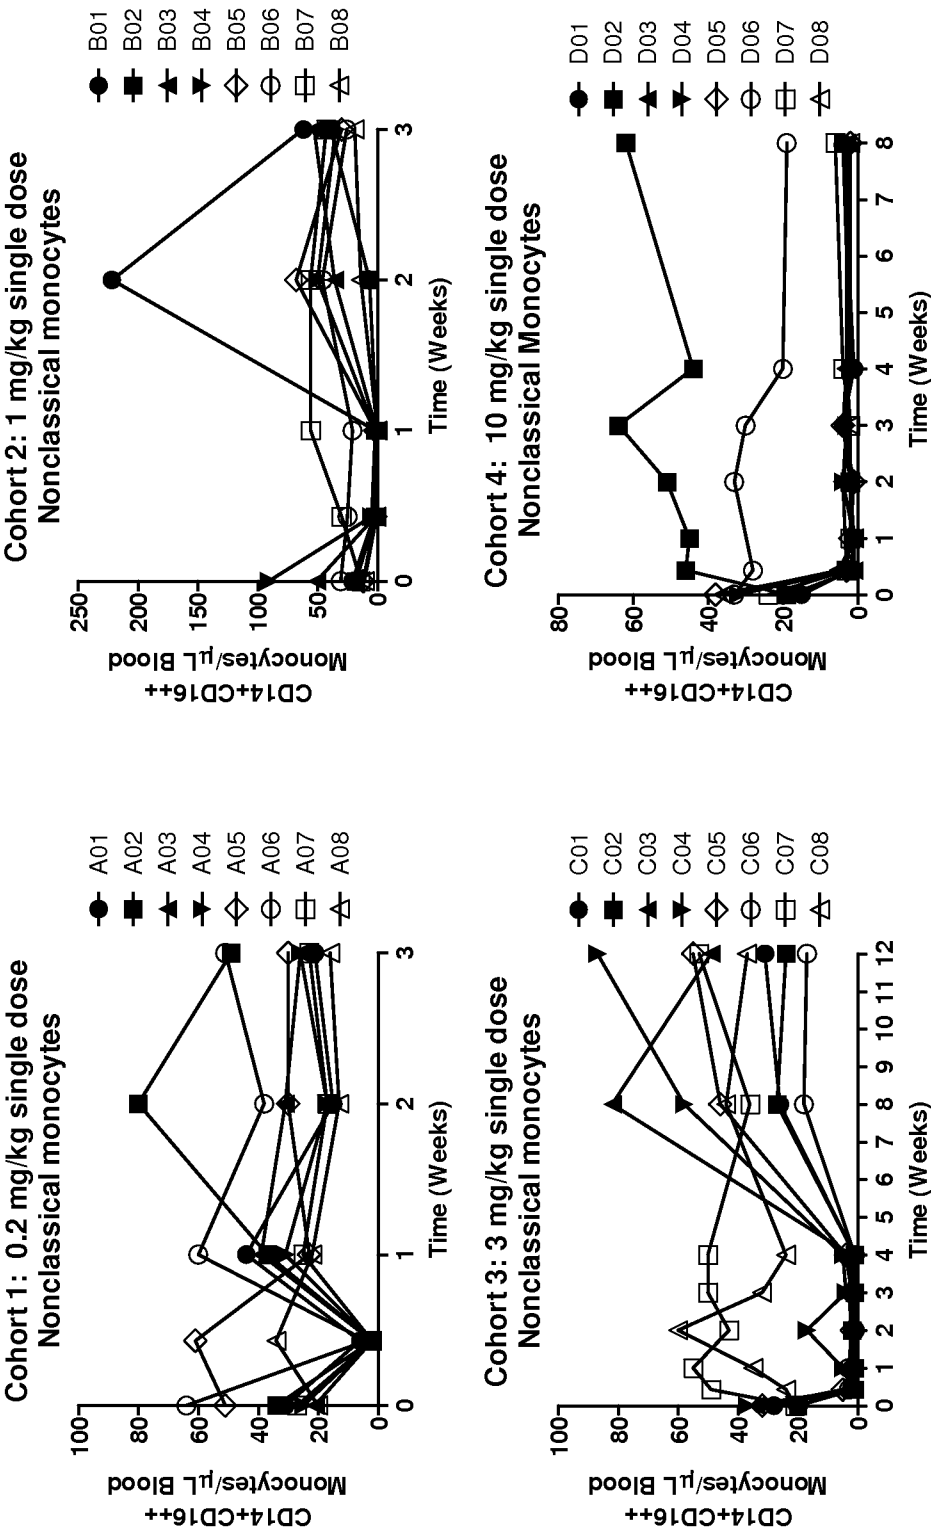 Cohort 1: 0.2 mg/kg single dose
Nonclassical monocytes
CD14+CD16++
Monocytes/μL Blood
100
80
60
40
20
0
0
1
2
3
Time (Weeks)
A01
A02
A03
A04
A05
A06
A07
A08
Cohort 2: 1 mg/kg single dose
Nonclassical monocytes
CD14+CD16++
Monocytes/μL Blood
250
200
150
100
50
0
0
1
2
3
Time (Weeks)
B01
B02
B03
B04
B05
B06
B07
B08
Cohort 3: 3 mg/kg single dose
Nonclassical monocytes
CD14+CD16++
Monocytes/μL Blood
100
80
60
40
20
0
0
1
2
3
4
5
6
7
8
9
10
11
12
Time (Weeks)
C01
C02
C03
C04
C05
C06
C07
C08
Cohort 4: 10 mg/kg single dose
Nonclassical Monocytes
CD14+CD16++
Monocytes/μL Blood
80
60
40
20
0
0
1
2
3
4
5
6
7
8
Time (Weeks)
D01
D02
D03
D04
D05
D06
D07
D08